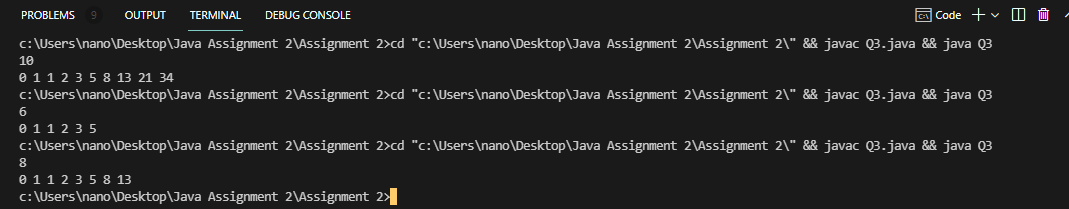 PROBLEMS 9 OUTPUT TERMINAL DEBUG CONSOLE Code
c:\Users\nano\Desktop\Java Assignment 2\Assignment 2>cd "c:\Users\nano\Desktop\Java Assignment 2\Assignment 2\" && javac Q3.java && java Q3
10
0 1 1 2 3 5 8 13 21 34
c:\Users\nano\Desktop\Java Assignment 2\Assignment 2>cd "c:\Users\nano\Desktop\Java Assignment 2\Assignment 2\" && javac Q3.java && java Q3
6
0 1 1 2 3 5
c:\Users\nano\Desktop\Java Assignment 2\Assignment 2>cd "c:\Users\nano\Desktop\Java Assignment 2\Assignment 2\" && javac Q3.java && java Q3
8
0 1 1 2 3 5 8 13
c:\Users\nano\Desktop\Java Assignment 2\Assignment 2>